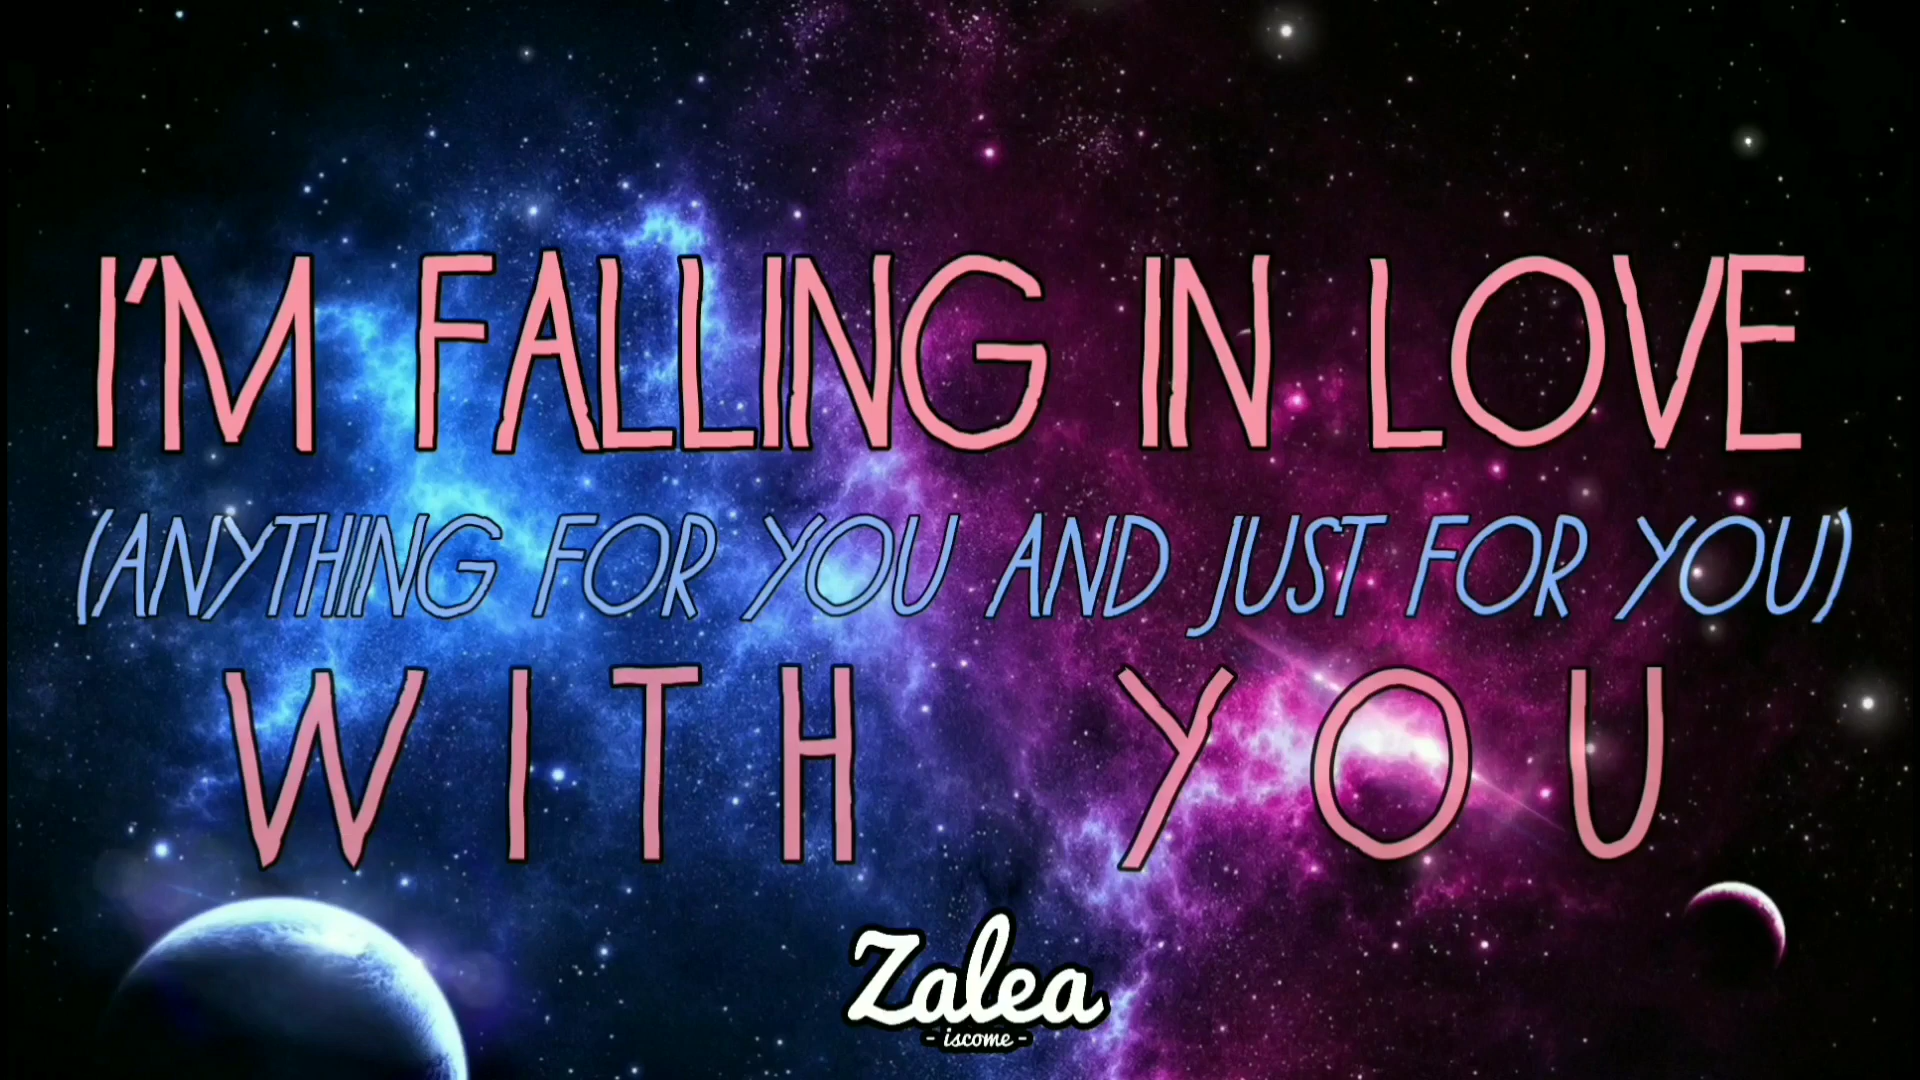 I'M FALLING IN LOVE
(ANYTHING FOR YOU AND JUST FOR YOU)
WITH YOU
Zalea
- iscome -